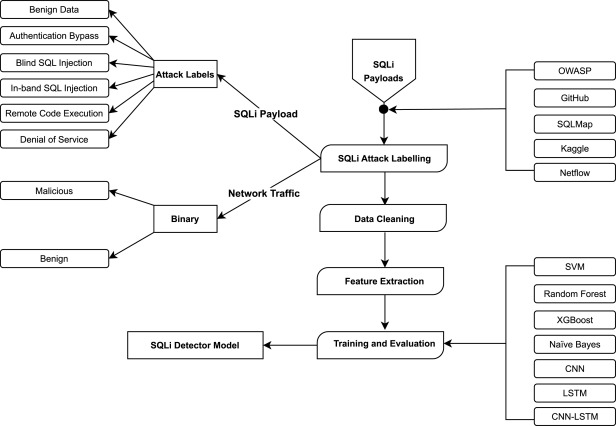 Benign Data
Authentication Bypass
Blind SQL Injection
In-band SQL Injection
Remote Code Execution
Denial of Service
Attack Labels
SQLi Payload
Network Traffic
Malicious
Benign
Binary
SQLi
Payloads
OWASP
GitHub
SQLMap
Kaggle
Netflow
SQLi Attack Labelling
Data Cleaning
Feature Extraction
Training and Evaluation
SQLi Detector Model
SVM
Random Forest
XGBoost
Naïve Bayes
CNN
LSTM
CNN-LSTM